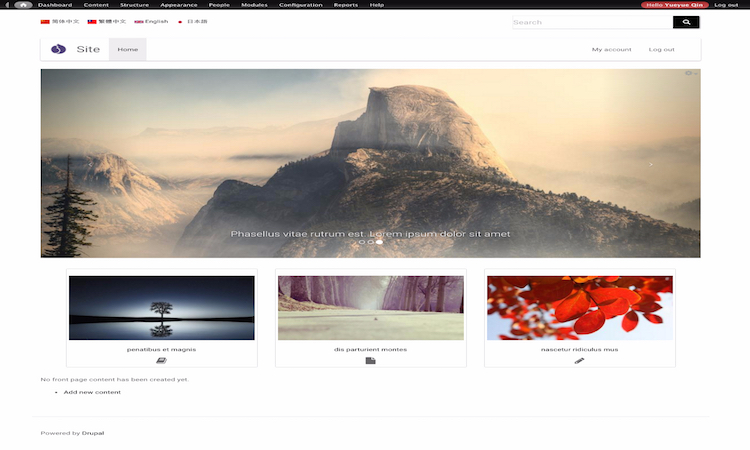 Dashboard Content Structure Appearance People Modules Configuration Reports Help Hello Yueyue Qin Log out
简体中文 繁體中文 English 日本語 Search
Site Home My account Log out
Phasellus vitae rutrum est. Lorem ipsum dolor sit amet
penatibus et magnis dis parturient montes nascetur ridiculus mus
No front page content has been created yet.
Add new content
Powered by Drupal